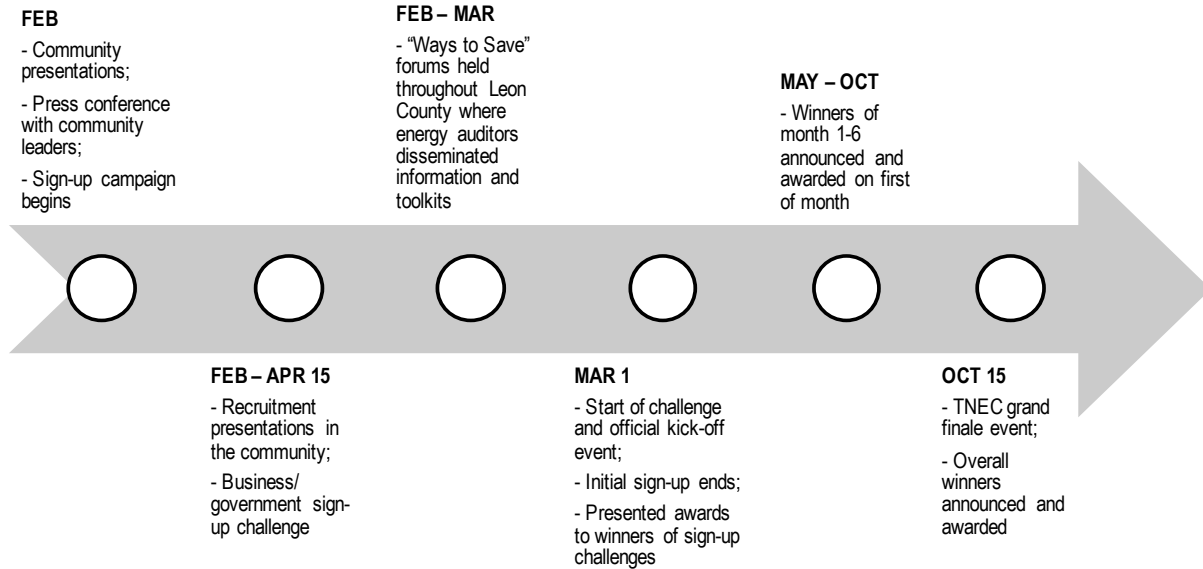 FEB
- Community
presentations;
- Press conference
with community
leaders;
- Sign-up campaign
begins
FEB – APR 15
- Recruitment
presentations in
the community;
- Business/
government sign-
up challenge
FEB – MAR
- “Ways to Save”
forums held
throughout Leon
County where
energy auditors
disseminated
information and
toolkits
MAR 1
- Start of challenge
and official kick-off
event;
- Initial sign-up ends;
- Presented awards
to winners of sign-up
challenges
MAY – OCT
- Winners of
month 1-6
announced and
awarded on first
of month
OCT 15
- TNEC grand
finale event;
- Overall
winners
announced and
awarded